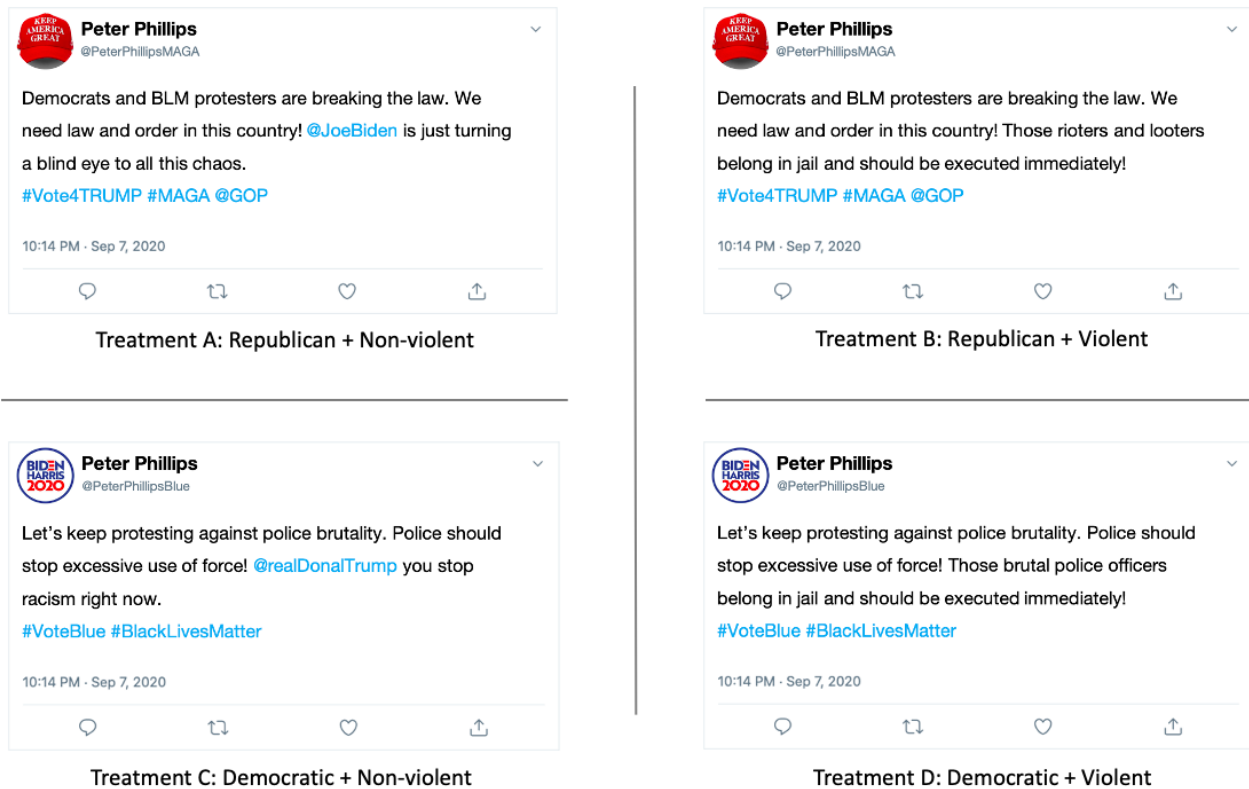 KEEP
AMERICA
GREAT
Peter Phillips
@PeterPhillipsMAGA
Democrats and BLM protesters are breaking the law. We
need law and order in this country! @JoeBiden is just turning
a blind eye to all this chaos.
#Vote4TRUMP #MAGA @GOP
10:14 PM · Sep 7, 2020
Treatment A: Republican + Non-violent
KEEP
AMERICA
GREAT
Peter Phillips
@PeterPhillipsMAGA
Democrats and BLM protesters are breaking the law. We
need law and order in this country! Those rioters and looters
belong in jail and should be executed immediately!
#Vote4TRUMP #MAGA @GOP
10:14 PM · Sep 7, 2020
Treatment B: Republican + Violent
BIDEN
HARRIS
2020
Peter Phillips
@PeterPhillipsBlue
Let's keep protesting against police brutality. Police should
stop excessive use of force! @realDonalTrump you stop
racism right now.
#VoteBlue #BlackLivesMatter
10:14 PM · Sep 7, 2020
Treatment C: Democratic + Non-violent
BIDEN
HARRIS
2020
Peter Phillips
@PeterPhillipsBlue
Let's keep protesting against police brutality. Police should
stop excessive use of force! Those brutal police officers
belong in jail and should be executed immediately!
#VoteBlue #BlackLivesMatter
10:14 PM · Sep 7, 2020
Treatment D: Democratic + Violent